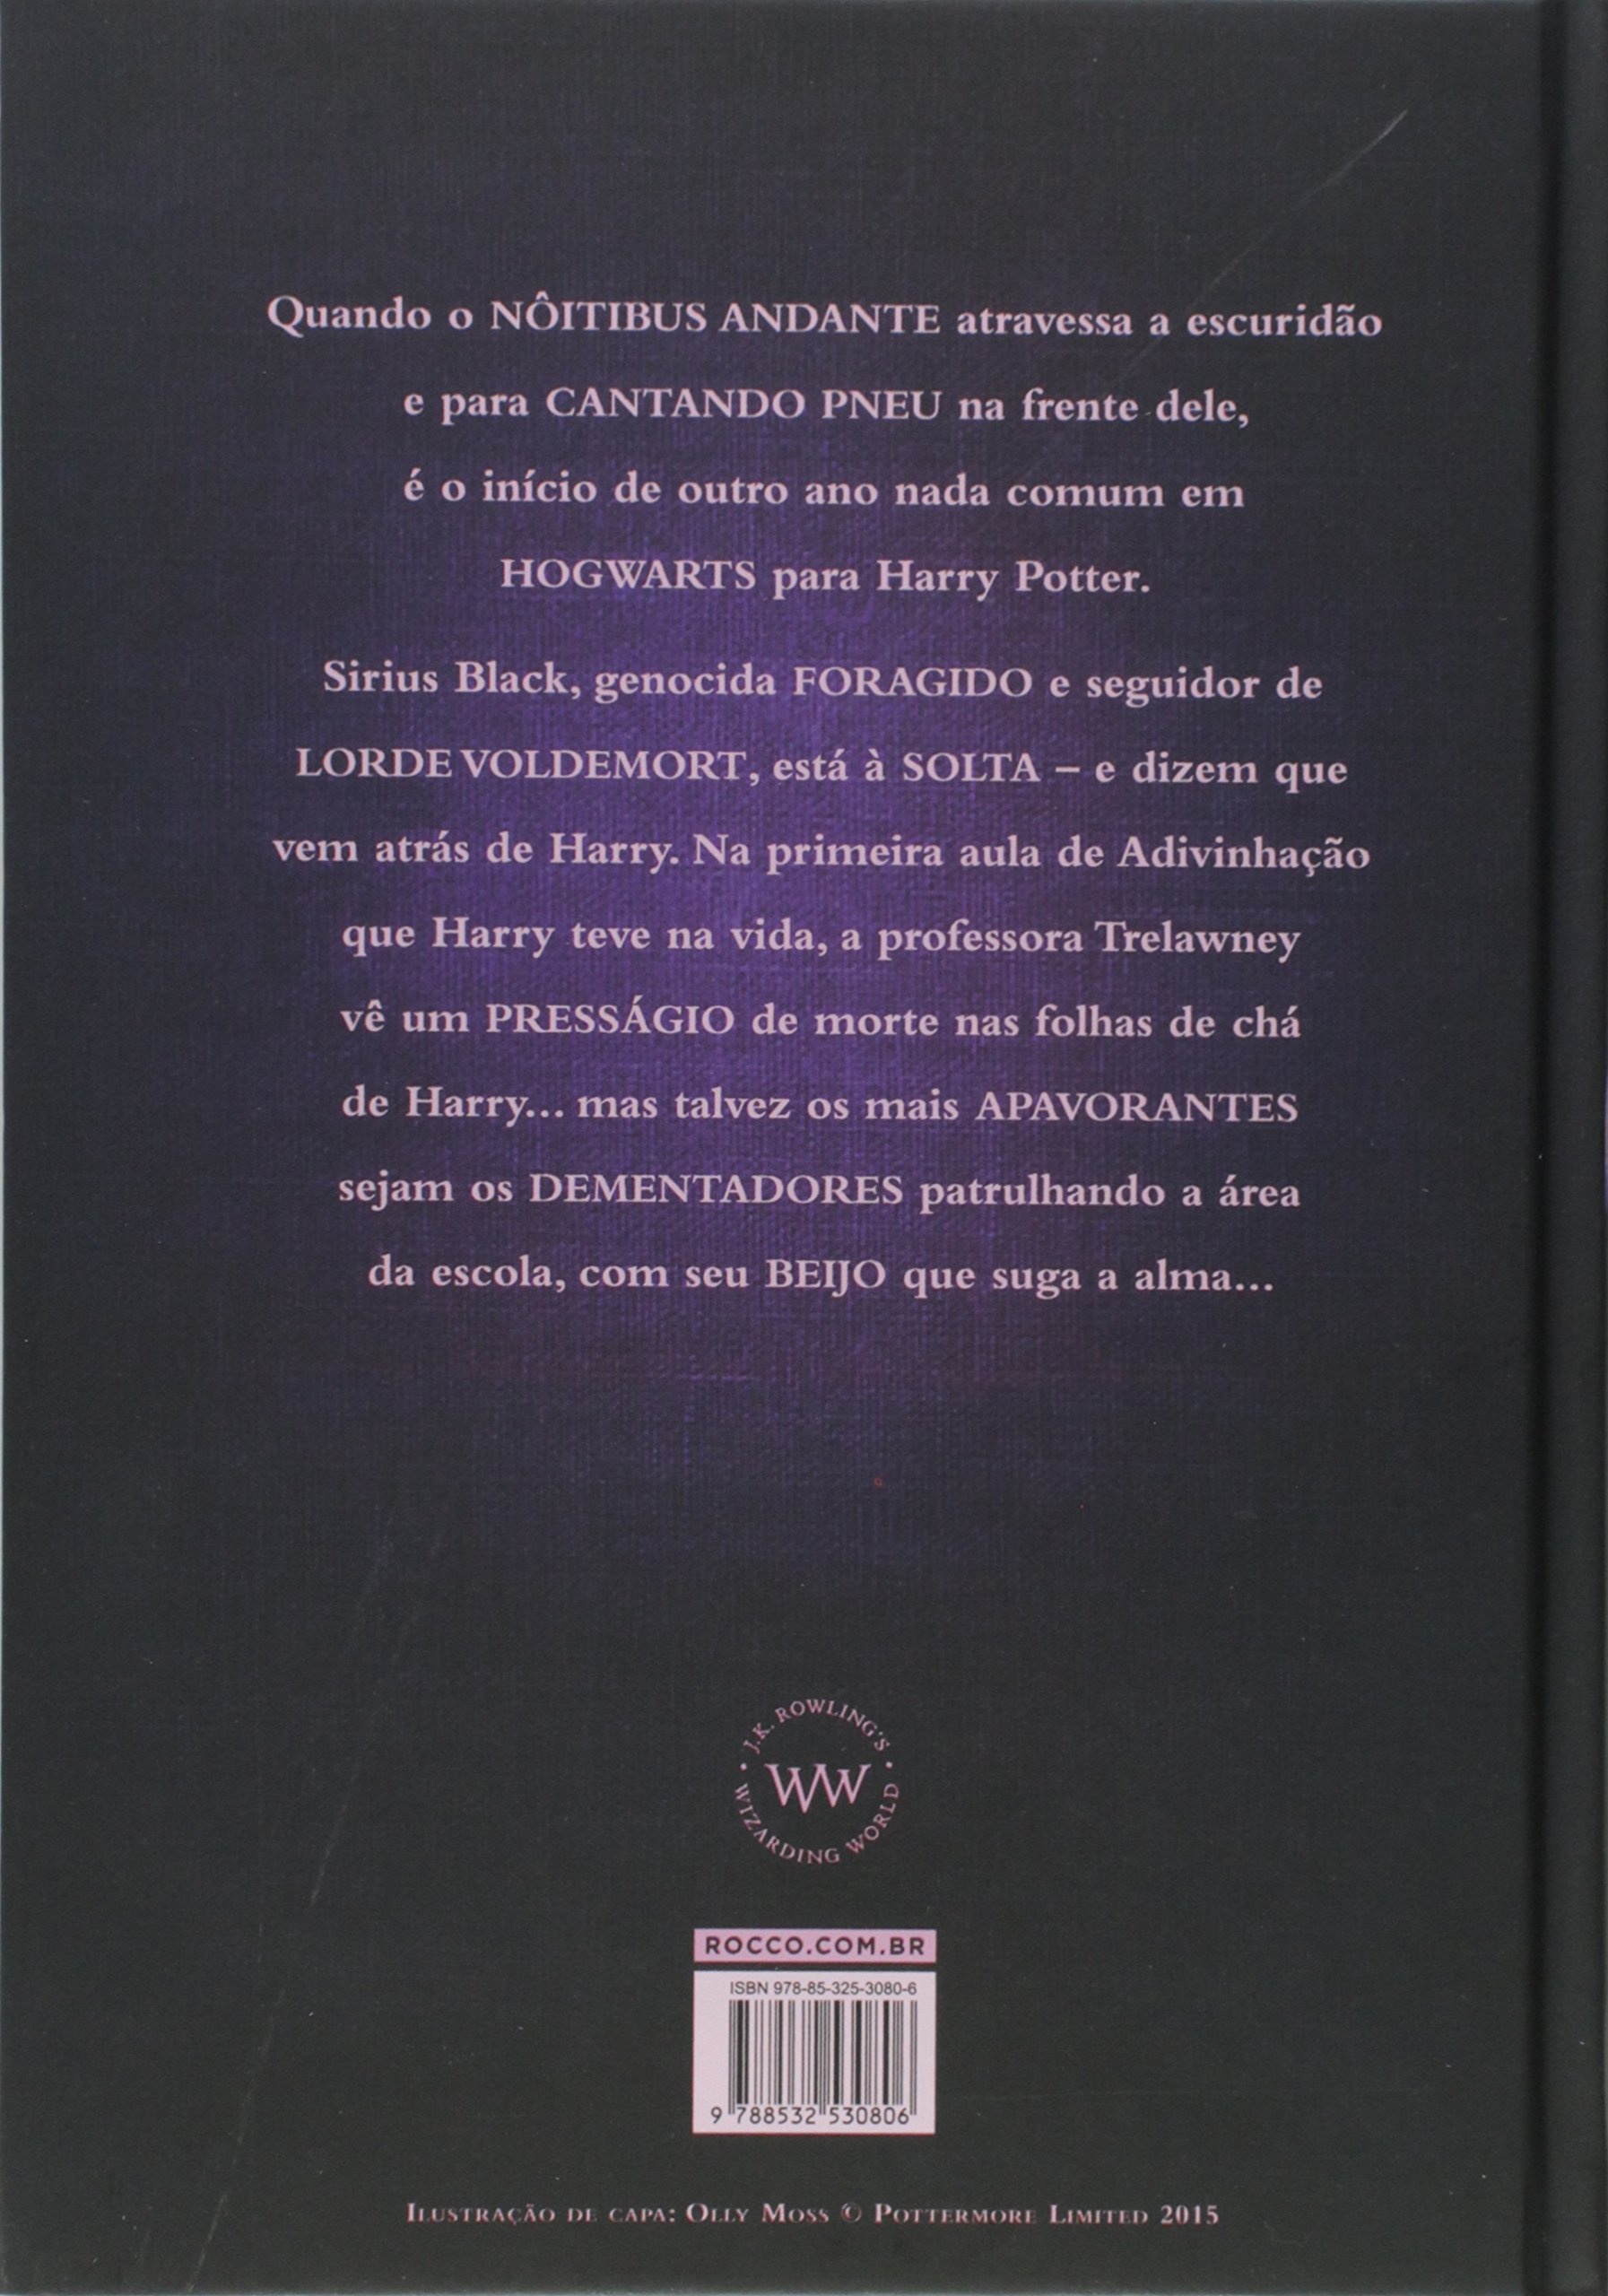 Quando o NÔITIBUS ANDANTE atravessa a escuridão
e para CANTANDO PNEU na frente dele,
é o início de outro ano nada comum em
HOGWARTS para Harry Potter.
Sirius Black, genocida FORAGIDO e seguidor de
LORDE VOLDEMORT, está à SOLTA – e dizem que
vem atrás de Harry. Na primeira aula de Adivinhação
que Harry teve na vida, a professora Trelawney
vê um PRESSÁGIO de morte nas folhas de chá
de Harry... mas talvez os mais APAVORANTES
sejam os DEMENTADORES patrulhando a área
da escola, com seu BEIJO que suga a alma...
J.K. ROWLING'S
WW
WIZARDING WORLD
ROCCO.COM.BR
ISBN 978-85-325-3080-6
9 788532 530806
ILUSTRAÇÃO DE CAPA: OLLY MOSS © POTTERMORE LIMITED 2015